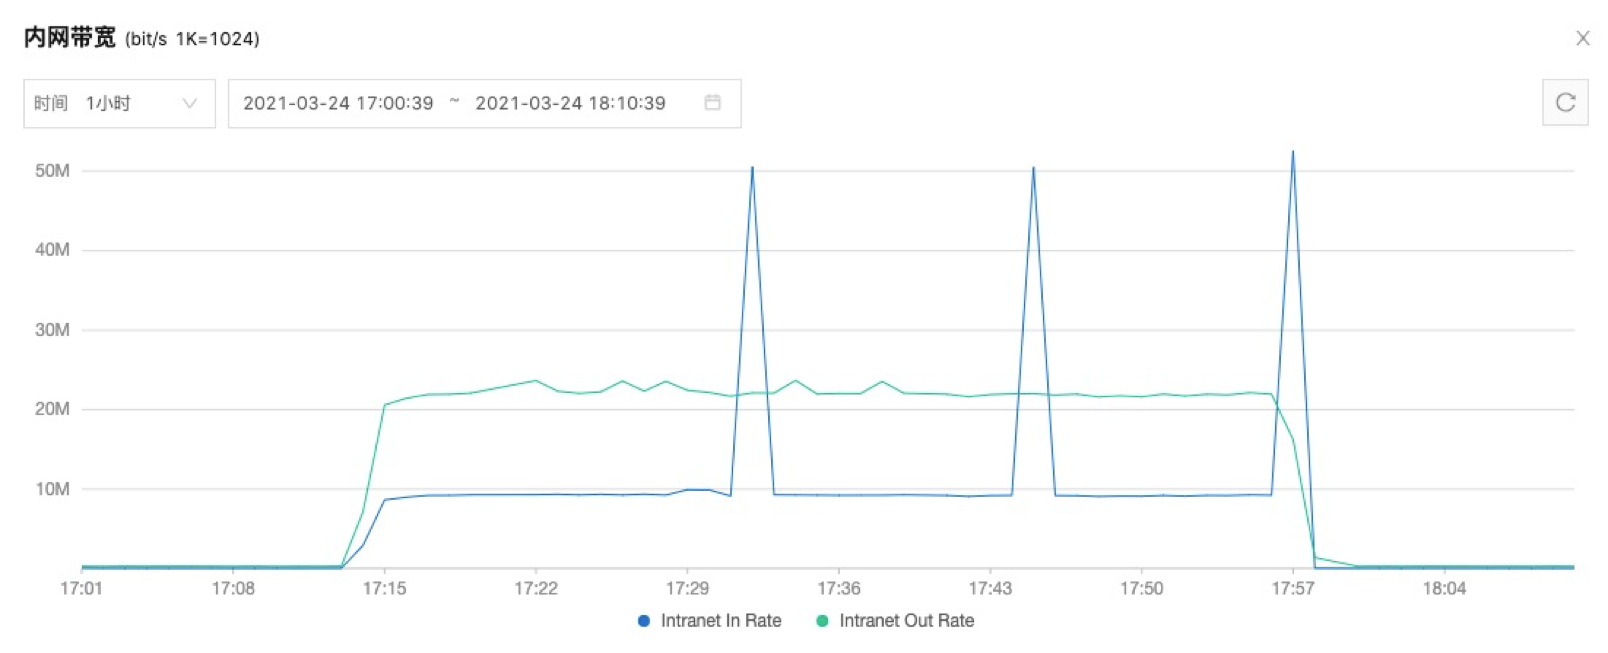 内网带宽 (bit/s 1K=1024)
时间 1小时 2021-03-24 17:00:39 ~ 2021-03-24 18:10:39
50M
40M
30M
20M
10M
17:01 17:08 17:15 17:22 17:29 17:36 17:43 17:50 17:57 18:04
Intranet In Rate Intranet Out Rate